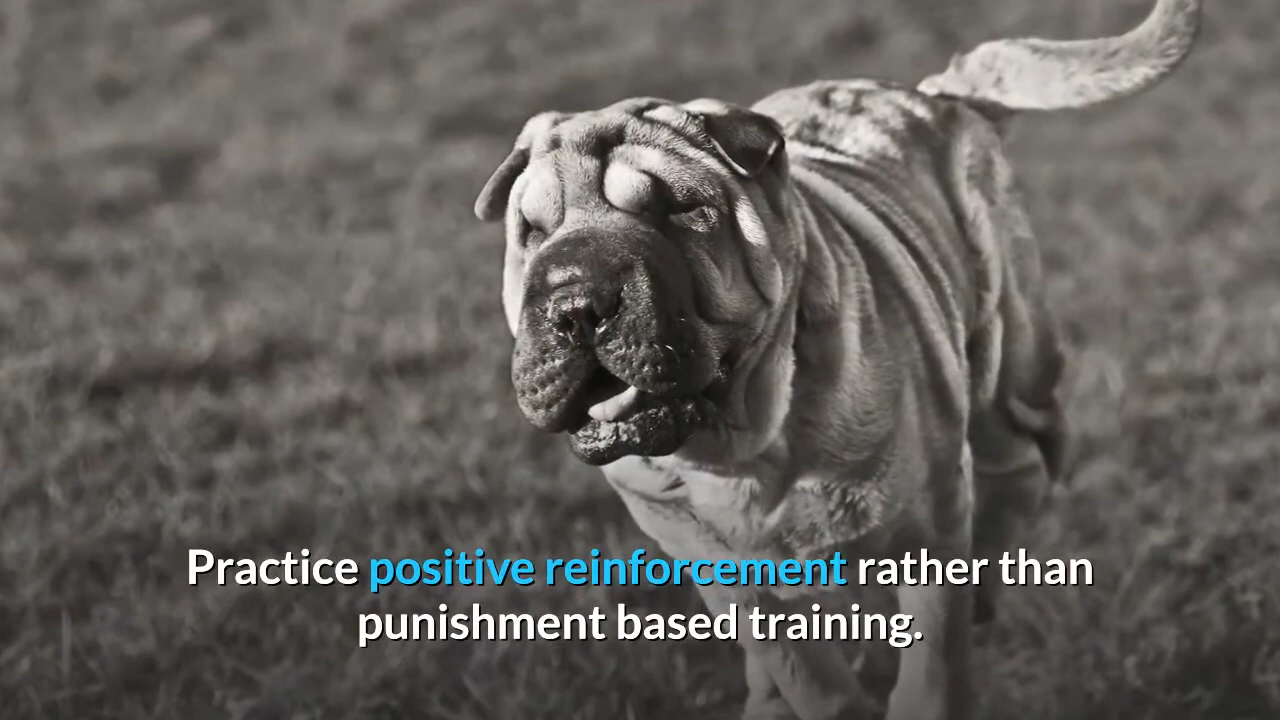 Practice positive reinforcement rather than
punishment based training.